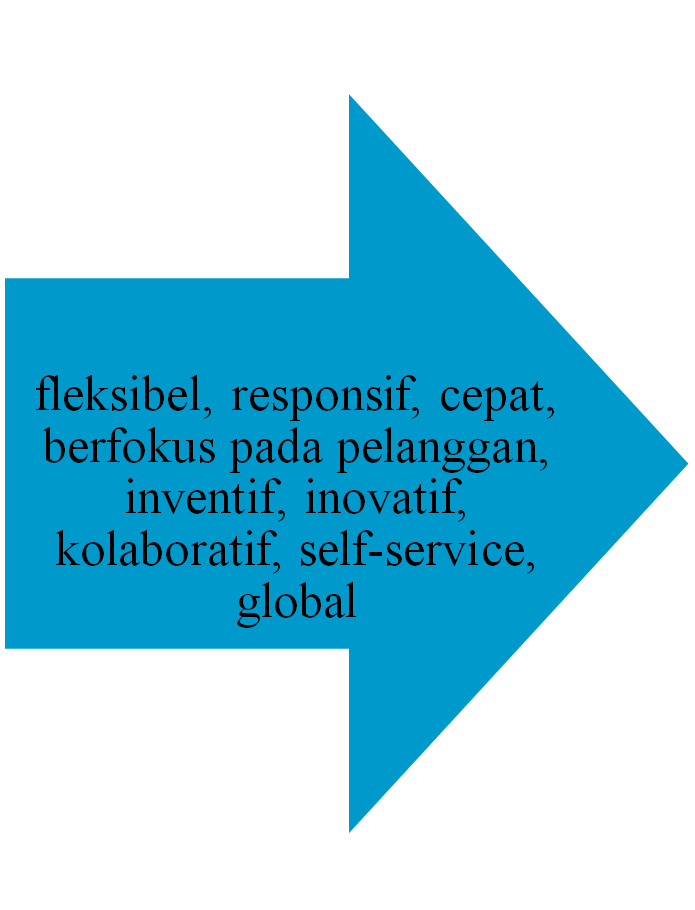 fleksibel, responsif, cepat,
berfokus pada pelanggan,
inventif, inovatif,
kolaboratif, self-service,
global